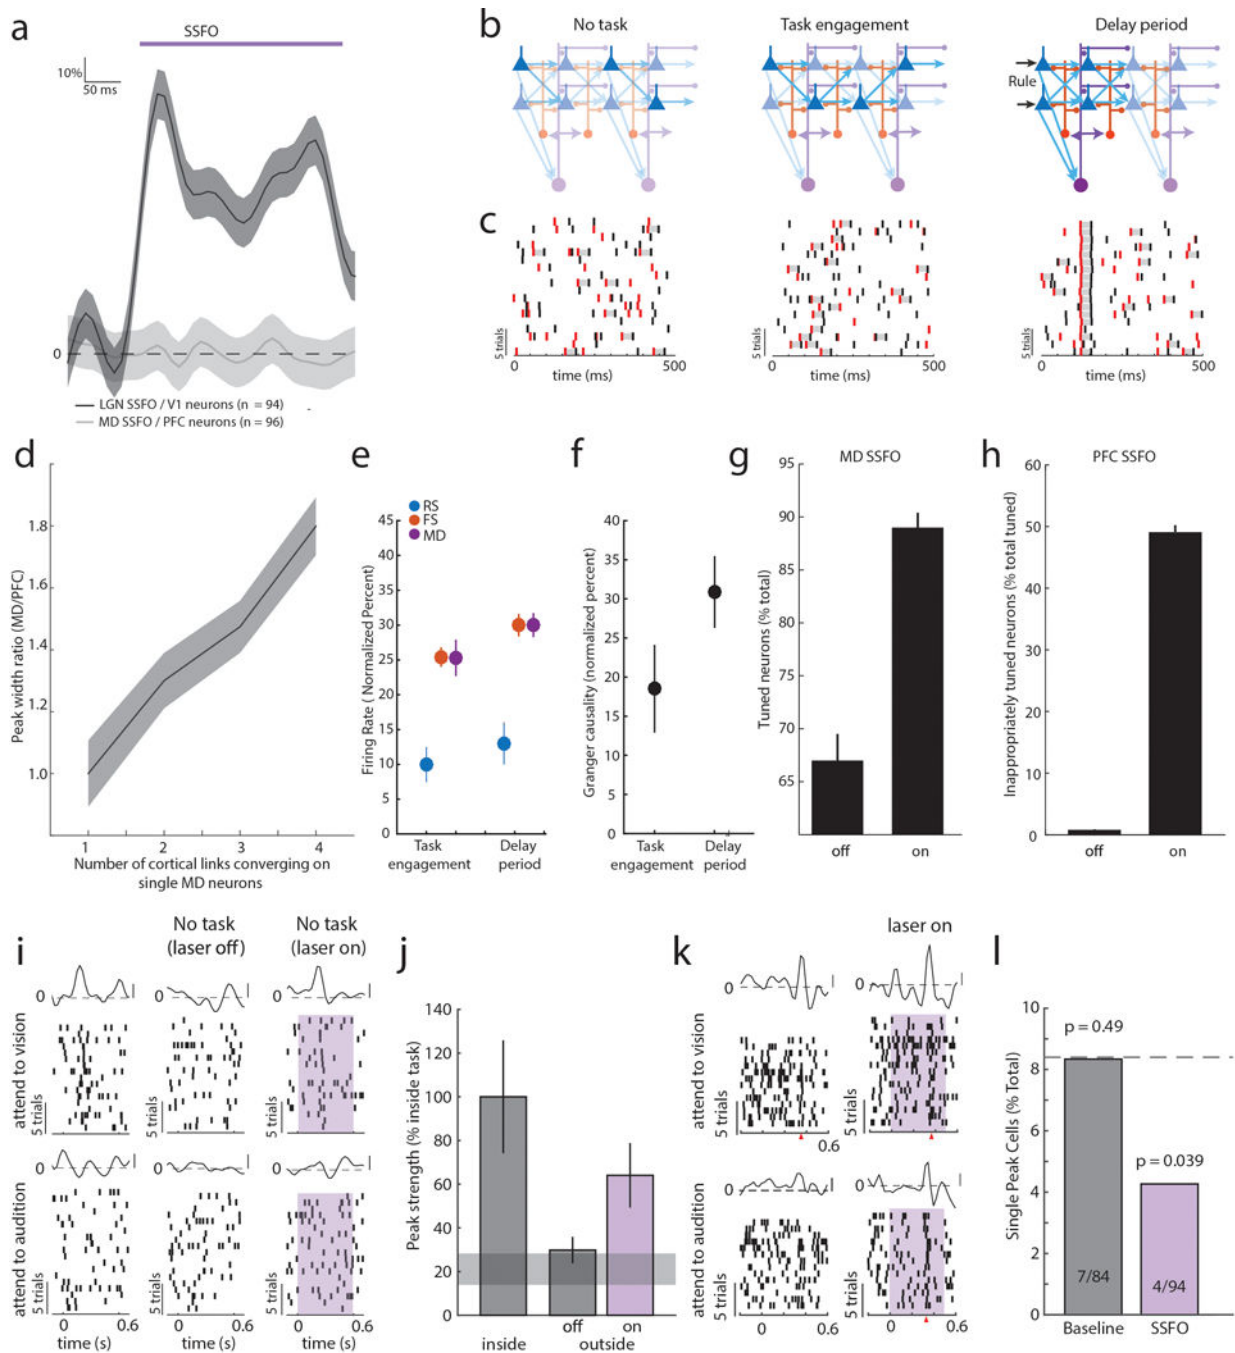 a
SSFO
10%
50 ms
0
LGN SSFO / V1 neurons (n = 94)
MD SSFO / PFC neurons (n = 96)
b
No task
Task engagement
Delay period
Rule
c
5 trials
0
500
time (ms)
5 trials
0
500
time (ms)
5 trials
0
500
time (ms)
d
Peak width ratio (MD/PFC)
1.8
1.6
1.4
1.2
1.0
1
2
3
4
Number of cortical links converging on
single MD neurons
e
RS
FS
MD
Firing Rate ( Normalized Percent)
45
40
35
30
25
20
15
10
5
0
Task
engagement
Delay
period
f
Granger causality (normalized percent)
40
35
30
25
20
15
10
5
0
Task
engagement
Delay
period
g
MD SSFO
Tuned neurons (% total)
95
90
85
80
75
70
65
off
on
h
PFC SSFO
Inappropriately tuned neurons (% total tuned)
60
50
40
30
20
10
0
off
on
i
No task
(laser off)
No task
(laser on)
0
0
0
attend to vision
5 trials
5 trials
5 trials
0
0
0
attend to audition
5 trials
5 trials
5 trials
0
0.6
time (s)
0
0.6
time (s)
0
0.6
time (s)
j
Peak strength (% inside task)
140
120
100
80
60
40
20
0
inside
off
on
outside
k
laser on
0
0
attend to vision
5 trials
5 trials
0.6
0
0
attend to audition
5 trials
5 trials
0
0.6
time (s)
0
0.6
time (s)
l
Single Peak Cells (% Total)
10
8
6
4
2
0
p = 0.49
p = 0.039
7/84
4/94
Baseline
SSFO